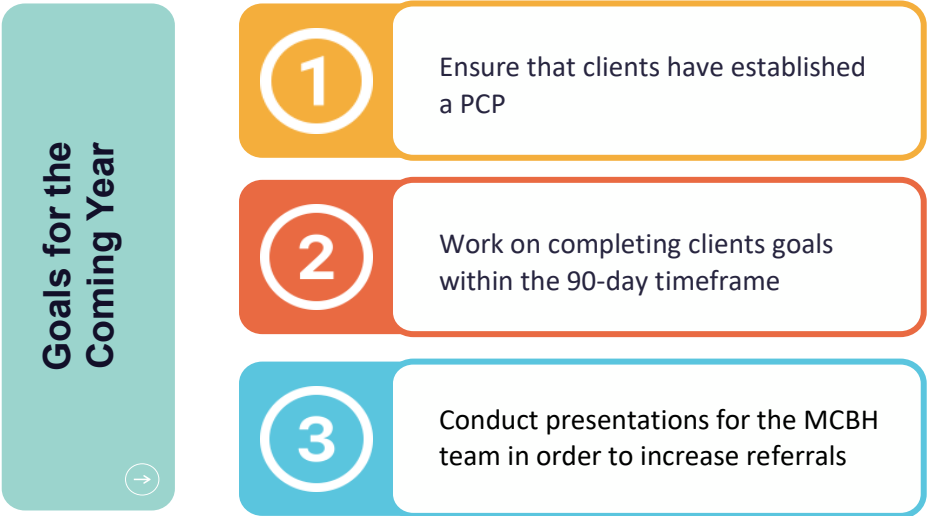 Goals for the
Coming Year
1
Ensure that clients have established
a PCP
2
Work on completing clients goals
within the 90-day timeframe
3
Conduct presentations for the MCBH
team in order to increase referrals